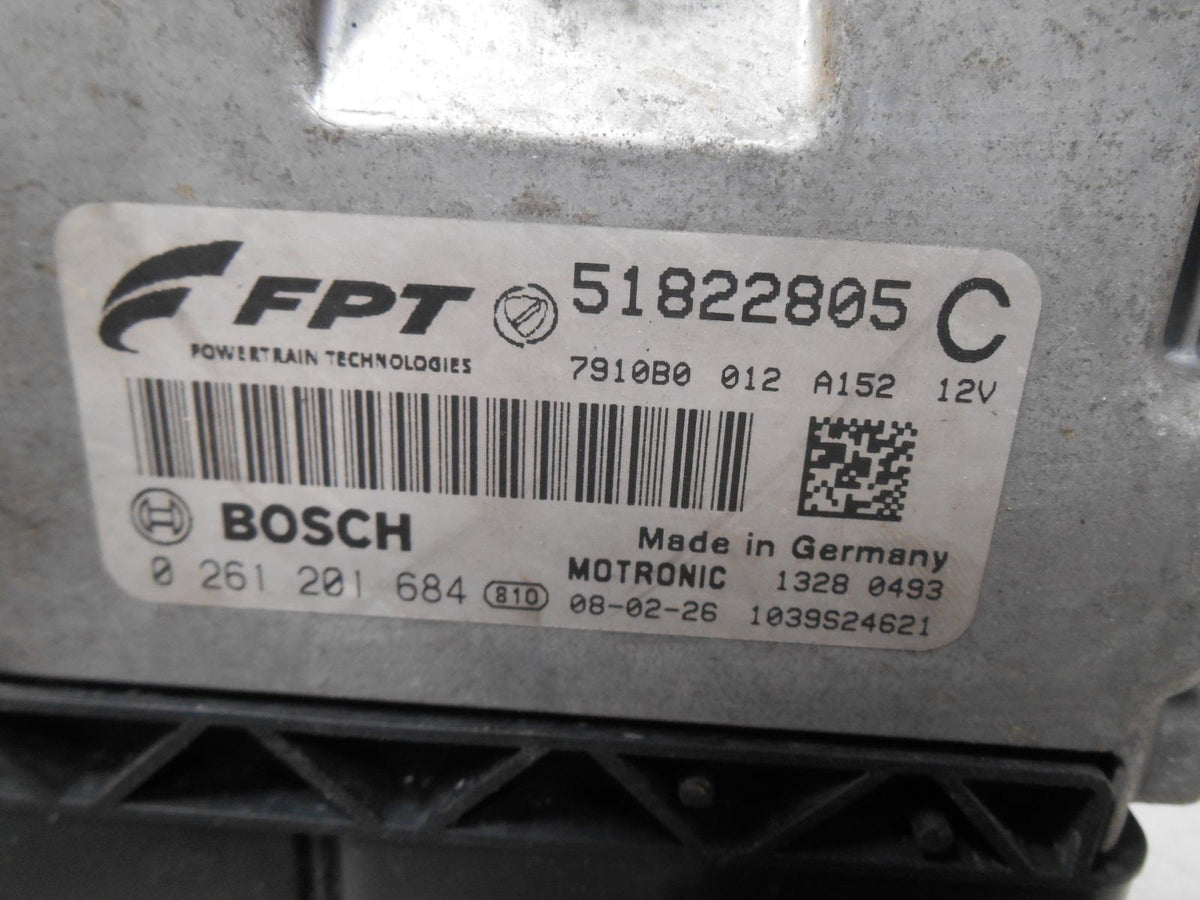 FPT 51822805 C
POWERTRAIN TECHNOLOGIES
7910B0 012 A152 12V
BOSCH
Made in Germany
0 261 201 684 810 MOTRONIC 1328 0493
08-02-26 1039S24621